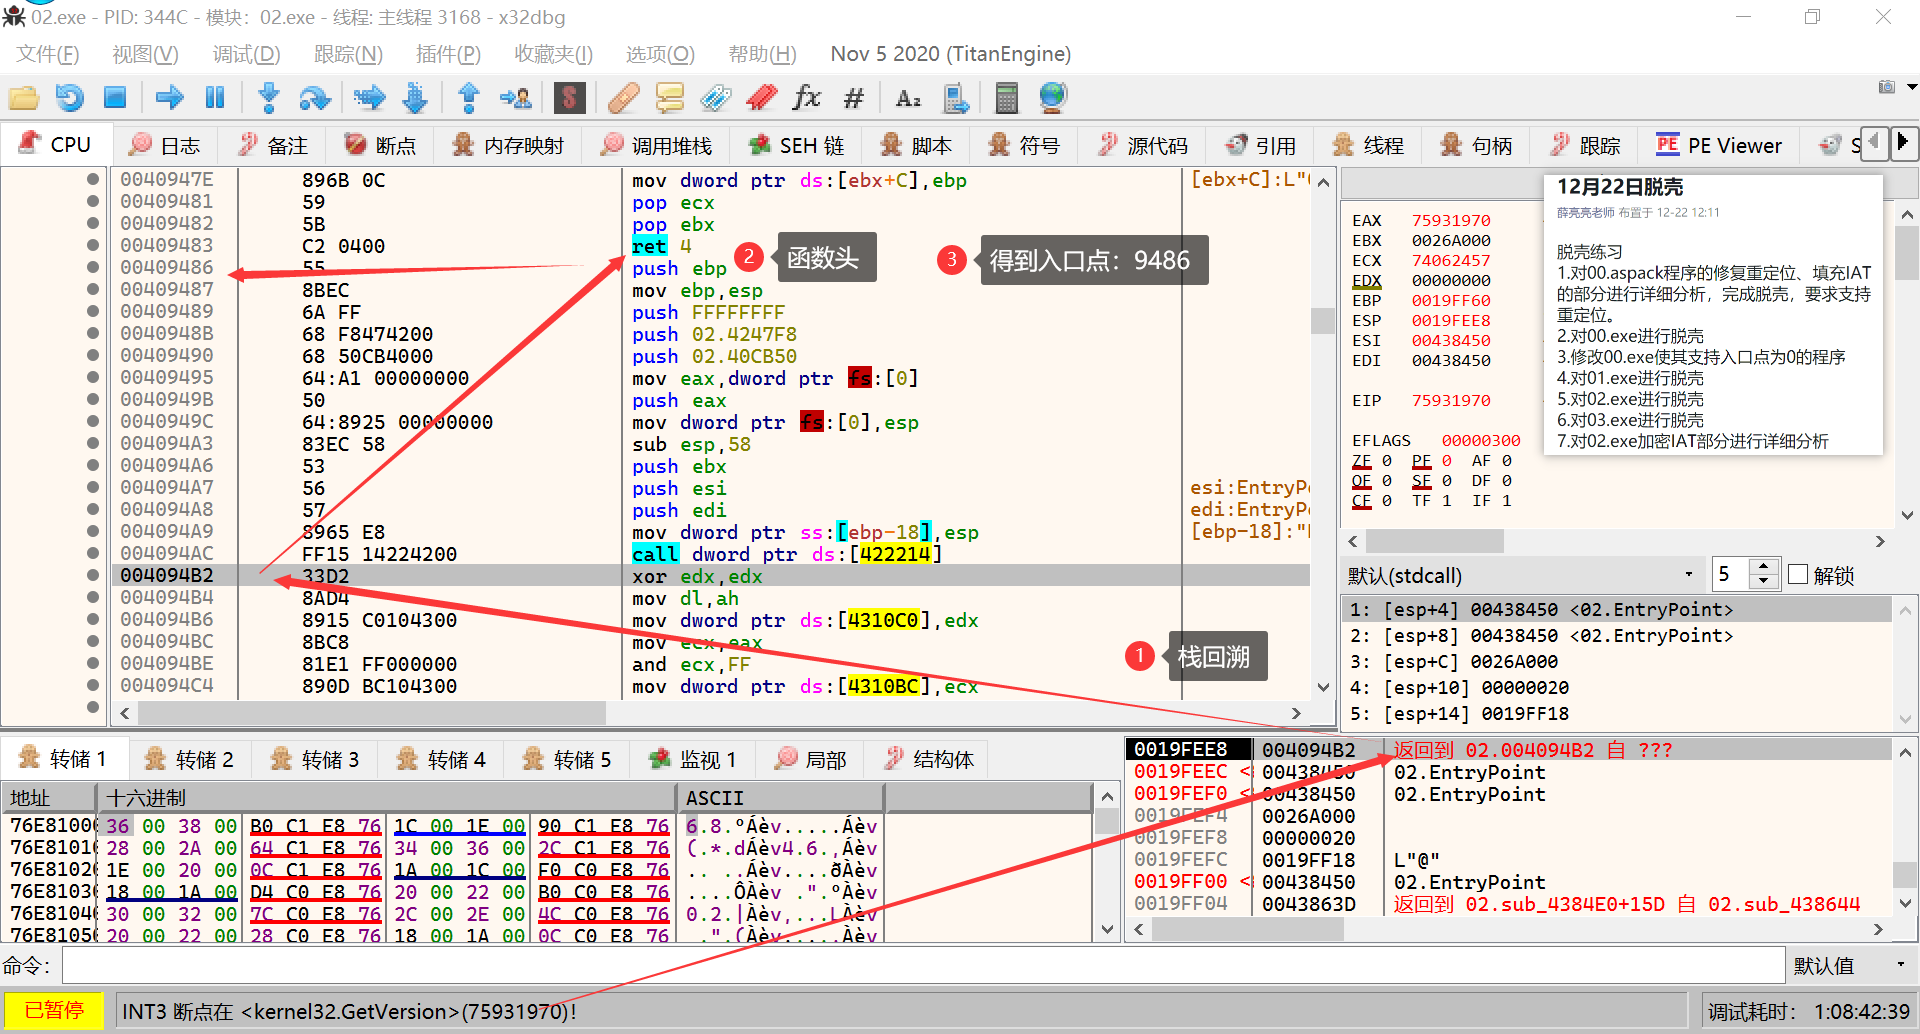 02.exe - PID: 344C - 模块：02.exe - 线程: 主线程 3168 - x32dbg
文件(F) 视图(V) 调试(D) 跟踪(N) 插件(P) 收藏夹(I) 选项(O) 帮助(H) Nov 5 2020 (TitanEngine)
CPU 日志 备注 断点 内存映射 调用堆栈 SEH 链 脚本 符号 源代码 引用 线程 句柄 跟踪 PE Viewer
0040947E 896B 0C mov dword ptr ds:[ebx+C],ebp
00409481 59 pop ecx
00409482 5B pop ebx
00409483 C2 0400 ret 4
00409486 55 push ebp
00409487 8BEC mov ebp,esp
00409489 6A FF push FFFFFFFF
0040948B 68 F8474200 push 02.4247F8
00409490 68 50CB4000 push 02.40CB50
00409495 64:A1 00000000 mov eax,dword ptr fs:[0]
0040949B 50 push eax
0040949C 64:8925 00000000 mov dword ptr fs:[0],esp
004094A3 83EC 58 sub esp,58
004094A6 53 push ebx
004094A7 56 push esi
004094A8 57 push edi
004094A9 8965 E8 mov dword ptr ss:[ebp-18],esp
004094AC FF15 14224200 call dword ptr ds:[422214]
004094B2 33D2 xor edx,edx
004094B4 8AD4 mov dl,ah
004094B6 8915 C0104300 mov dword ptr ds:[4310C0],edx
004094BC 8BC8 mov ecx,eax
004094BE 81E1 FF000000 and ecx,FF
004094C4 890D BC104300 mov dword ptr ds:[4310BC],ecx
2 函数头
3 得到入口点：9486
1 栈回溯
12月22日脱壳
薛亮亮老师 布置于 12-22 12:11
脱壳练习
1.对00.aspack程序的修复重定位、填充IAT
的部分进行详细分析，完成脱壳，要求支持
重定位。
2.对00.exe进行脱壳
3.修改00.exe使其支持入口点为0的程序
4.对01.exe进行脱壳
5.对02.exe进行脱壳
6.对03.exe进行脱壳
7.对02.exe加密IAT部分进行详细分析
EAX 75931970
EBX 0026A000
ECX 74062457
EDX 00000000
EBP 0019FF60
ESP 0019FEE8
ESI 00438450
EDI 00438450
EIP 75931970
EFLAGS 00000300
ZF 0 PF 0 AF 0
OF 0 SF 0 DF 0
CF 0 TF 1 IF 1
默认(stdcall) 5 解锁
1: [esp+4] 00438450 <02.EntryPoint>
2: [esp+8] 00438450 <02.EntryPoint>
3: [esp+C] 0026A000
4: [esp+10] 00000020
5: [esp+14] 0019FF18
转储 1 转储 2 转储 3 转储 4 转储 5 监视 1 局部 结构体
地址 十六进制 ASCII
36 00 38 00 B0 C1 E8 76 1C 00 1E 00 90 C1 E8 76 6.8.°Áèv.....Áèv
28 00 2A 00 64 C1 E8 76 34 00 36 00 2C C1 E8 76 (.*.dÁèv4.6.,Áèv
1E 00 20 00 0C C1 E8 76 1A 00 1C 00 F0 C0 E8 76 .. ..Áèv....ðÀèv
18 00 1A 00 D4 C0 E8 76 20 00 22 00 B0 C0 E8 76 ....ÔÀèv .".°Àèv
30 00 32 00 7C C0 E8 76 2C 00 2E 00 4C C0 E8 76 0.2.|Àèv,...LÀèv
20 00 22 00 28 C0 E8 76 18 00 1A 00 0C C0 E8 76 .".(Àèv.....Àèv
0019FEE8 004094B2 返回到 02.004094B2 自 ???
0019FEEC 00438450 02.EntryPoint
0019FEF0 00438450 02.EntryPoint
0019FEF4 0026A000
0019FEF8 00000020
0019FEFC 0019FF18 L"@"
0019FF00 00438450 02.EntryPoint
0019FF04 0043863D 返回到 02.sub_4384E0+15D 自 02.sub_438644
命令： 默认值
已暂停 INT3 断点在 <kernel32.GetVersion>(75931970)! 调试耗时： 1:08:42:39